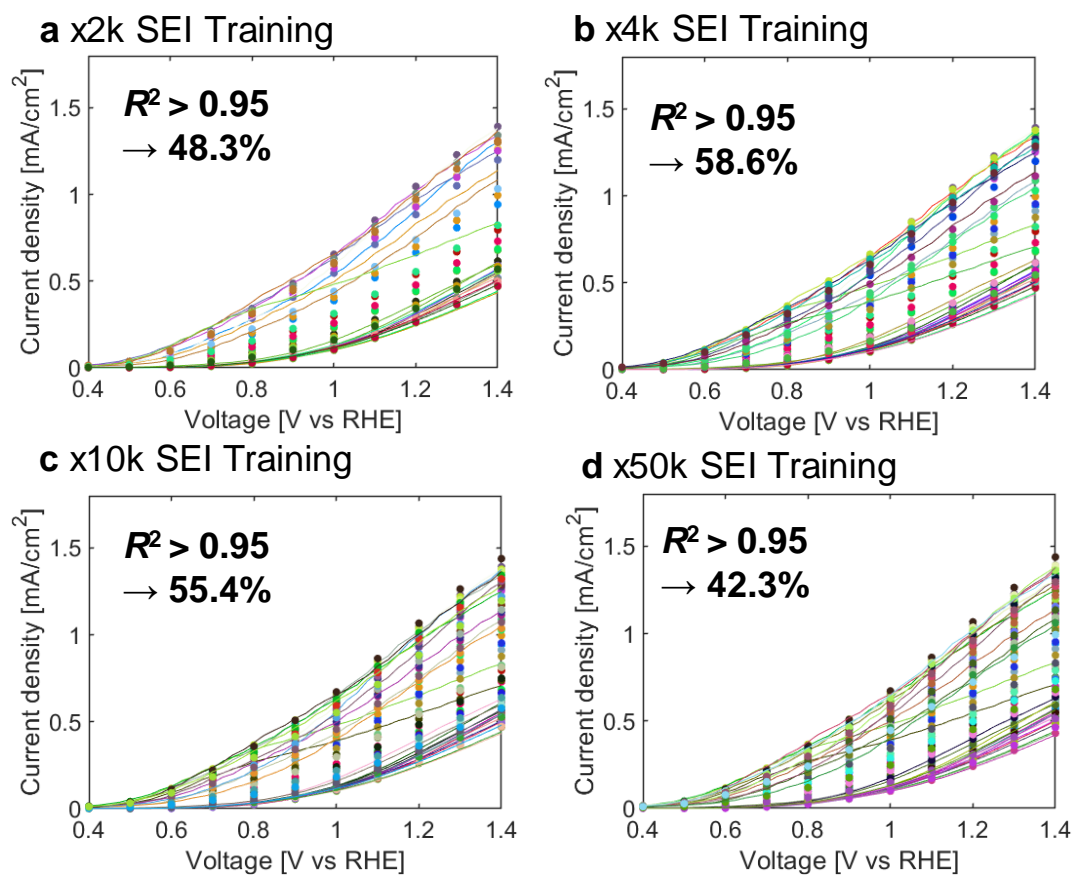 a x2k SEI Training
R² > 0.95
→ 48.3%
Current density [mA/cm²]
1.5
1
0.5
0
0.4 0.6 0.8 1 1.2 1.4
Voltage [V vs RHE]
b x4k SEI Training
R² > 0.95
→ 58.6%
Current density [mA/cm²]
1.5
1
0.5
0
0.4 0.6 0.8 1 1.2 1.4
Voltage [V vs RHE]
c x10k SEI Training
R² > 0.95
→ 55.4%
Current density [mA/cm²]
1.5
1
0.5
0
0.4 0.6 0.8 1 1.2 1.4
Voltage [V vs RHE]
d x50k SEI Training
R² > 0.95
→ 42.3%
Current density [mA/cm²]
1.5
1
0.5
0
0.4 0.6 0.8 1 1.2 1.4
Voltage [V vs RHE]